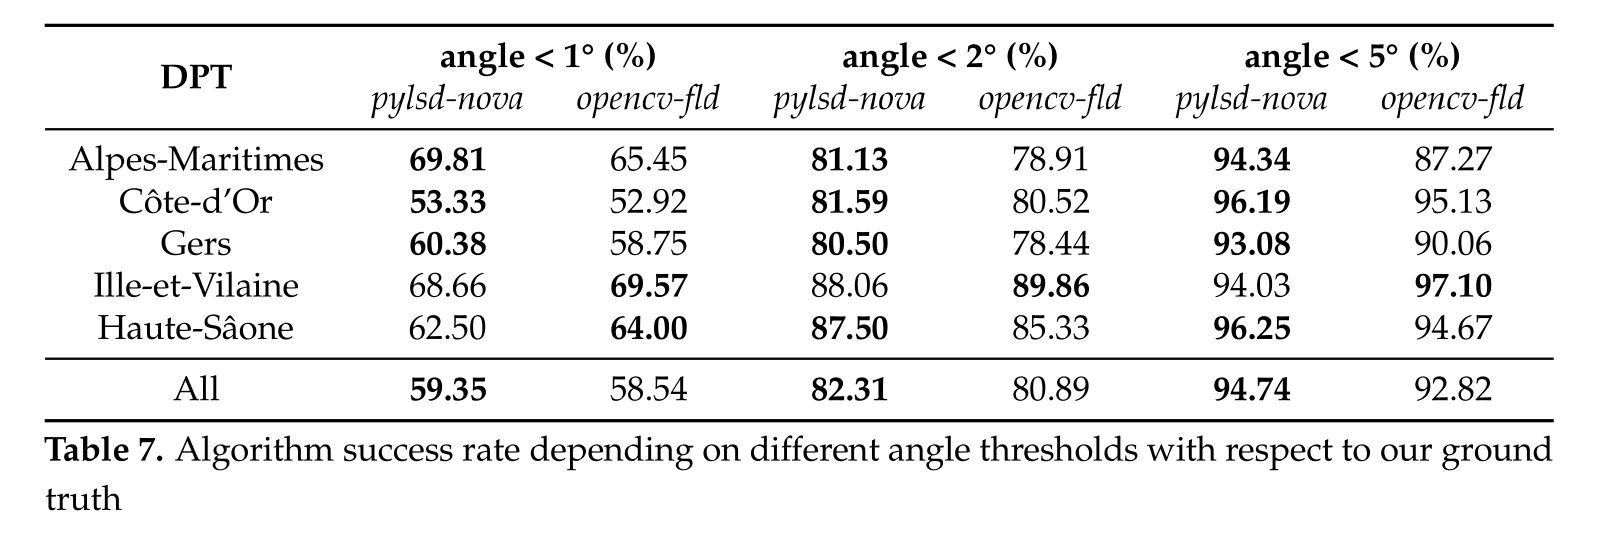 DPT angle < 1° (%) angle < 2° (%) angle < 5° (%)
pylsd-nova opencv-fld pylsd-nova opencv-fld pylsd-nova opencv-fld
Alpes-Maritimes 69.81 65.45 81.13 78.91 94.34 87.27
Côte-d’Or 53.33 52.92 81.59 80.52 96.19 95.13
Gers 60.38 58.75 80.50 78.44 93.08 90.06
Ille-et-Vilaine 68.66 69.57 88.06 89.86 94.03 97.10
Haute-Sâone 62.50 64.00 87.50 85.33 96.25 94.67
All 59.35 58.54 82.31 80.89 94.74 92.82
Table 7. Algorithm success rate depending on different angle thresholds with respect to our ground
truth